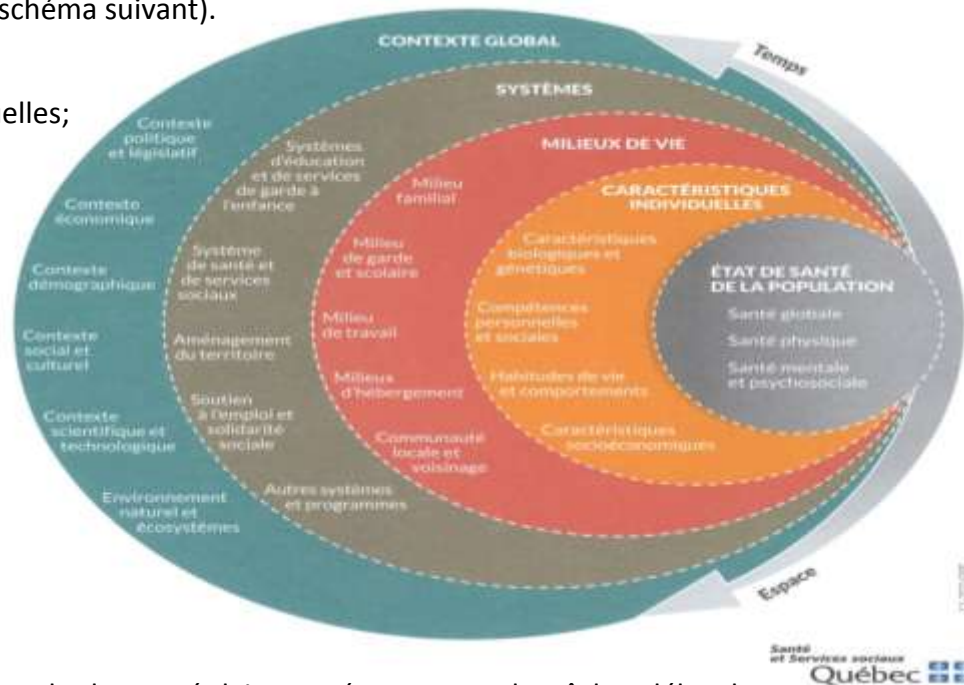 schéma suivant).
elles;
CONTEXTE GLOBAL
Temps
SYSTÈMES
MILIEUX DE VIE
CARACTÉRISTIQUES
INDIVIDUELLES
ÉTAT DE SANTÉ
DE LA POPULATION
Santé globale
Santé physique
Santé mentale
et psychosociale
Caractéristiques
biologiques et
génétiques
Compétences
personnelles
et sociales
Habitudes de vie
et comportements
Caractéristiques
socioéconomiques
Milieu
familial
Milieu
de garde
et scolaire
Milieu
de travail
Milieux
d'hébergement
Communauté
locale et
voisinage
Systèmes
d'éducation
et de services
de garde à
l'enfance
Système
de santé et
de services
sociaux
Aménagement
du territoire
Soutien
à l'emploi et
solidarité
sociale
Autres systèmes
et programmes
Contexte
politique
et législatif
Contexte
économique
Contexte
démographique
Contexte
social et
culturel
Contexte
scientifique et
technologique
Environnement
naturel et
écosystèmes
Espace
Santé
et Services sociaux
Québec